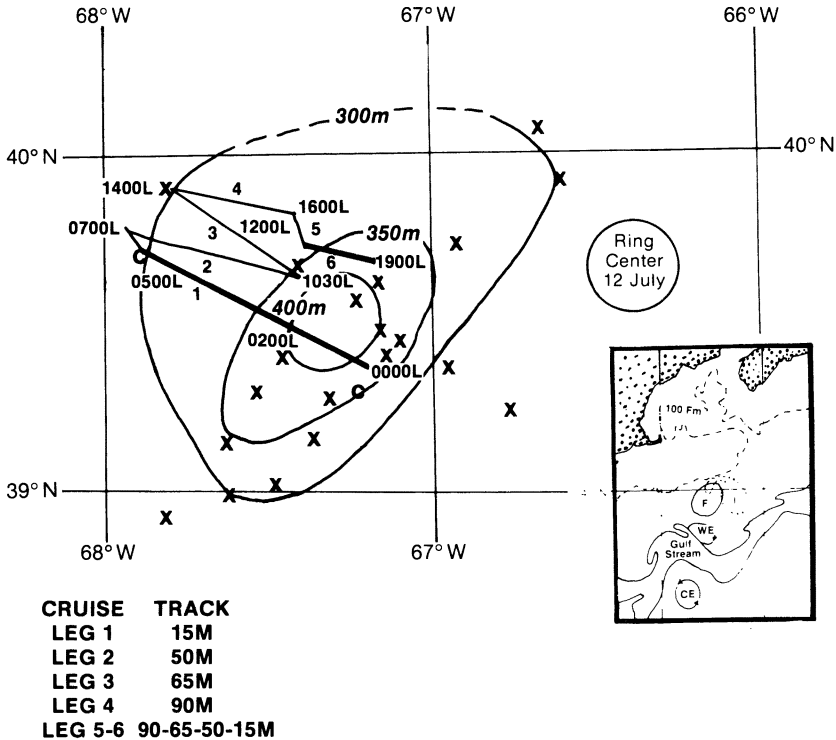 68°W 67°W 66°W
300m
40°N 40°N
1400L 4 1600L
0700L 1200L 5 350m
3
C 2 6 1900L
0500L 1030L
1 400m
0200L
0000L
C
Ring
Center
12 July
39°N
68°W 67°W
100 Fm
F
WE
Gulf
Stream
CE
CRUISE TRACK
LEG 1 15M
LEG 2 50M
LEG 3 65M
LEG 4 90M
LEG 5-6 90-65-50-15M